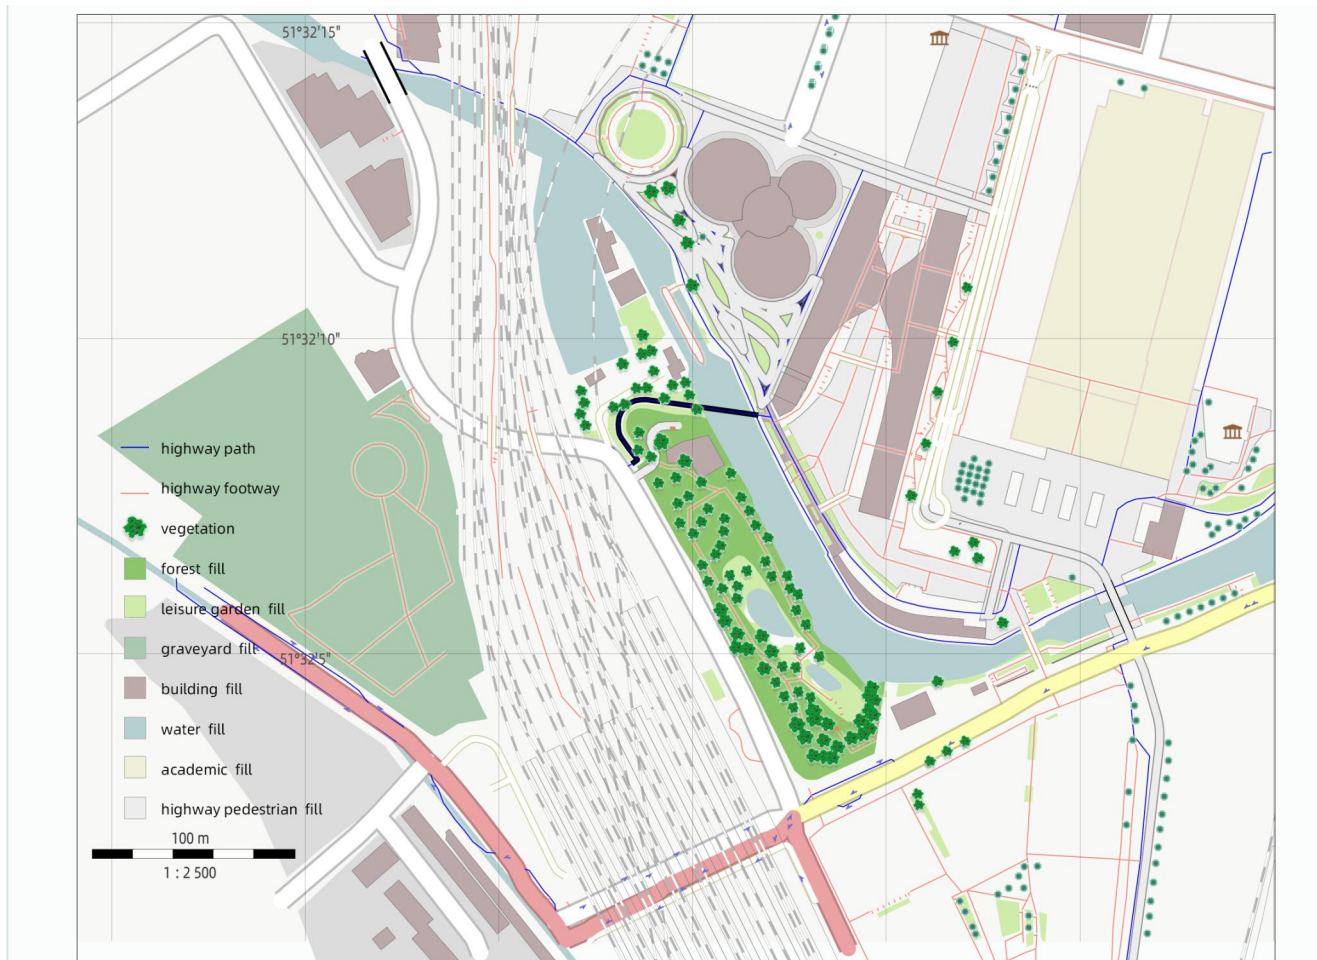 51°32'15"
51°32'10"
highway path
highway footway
vegetation
forest fill
leisure garden fill
graveyard fill
51°32'5"
building fill
water fill
academic fill
highway pedestrian fill
100 m
1 : 2 500